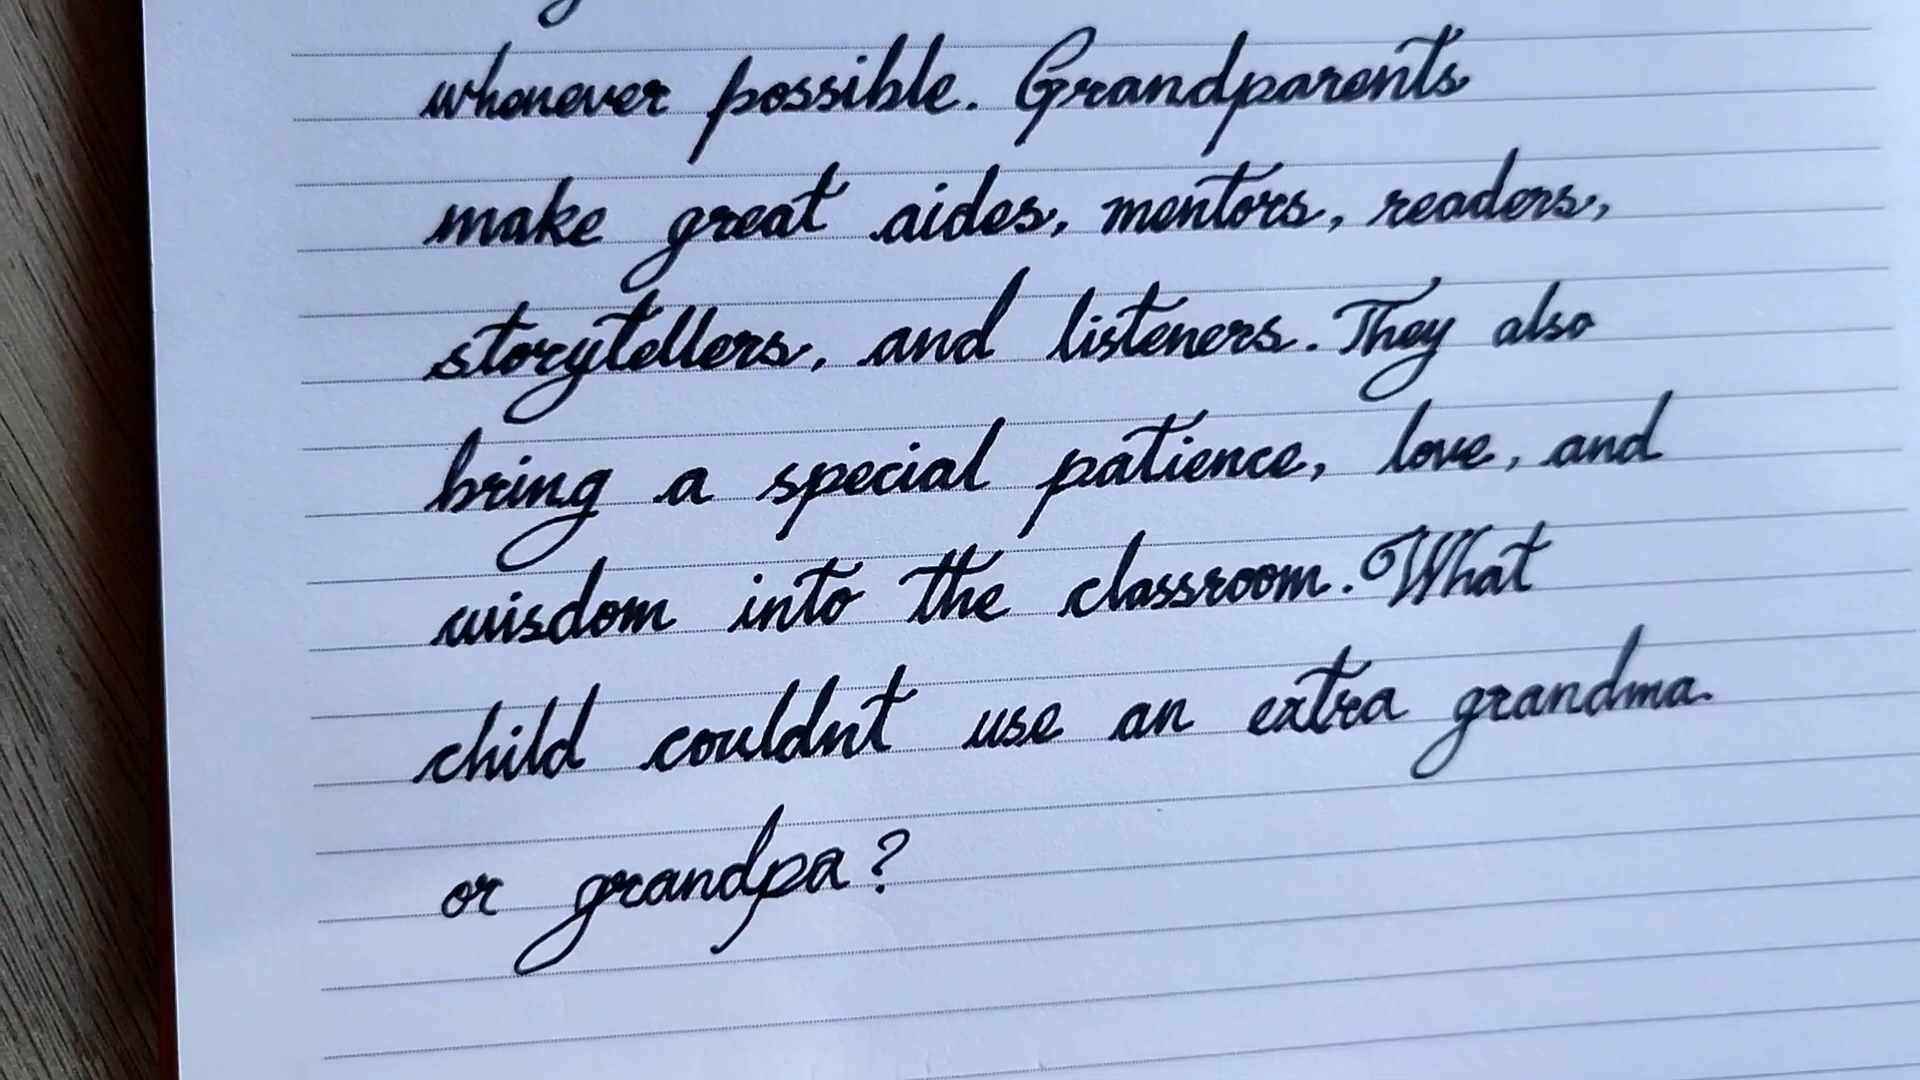 whenever possible. Grandparents
make great aides, mentors, readers,
storytellers, and listeners. They also
bring a special patience, love, and
wisdom into the classroom. What
child couldnt use an extra grandma.
or grandpa?